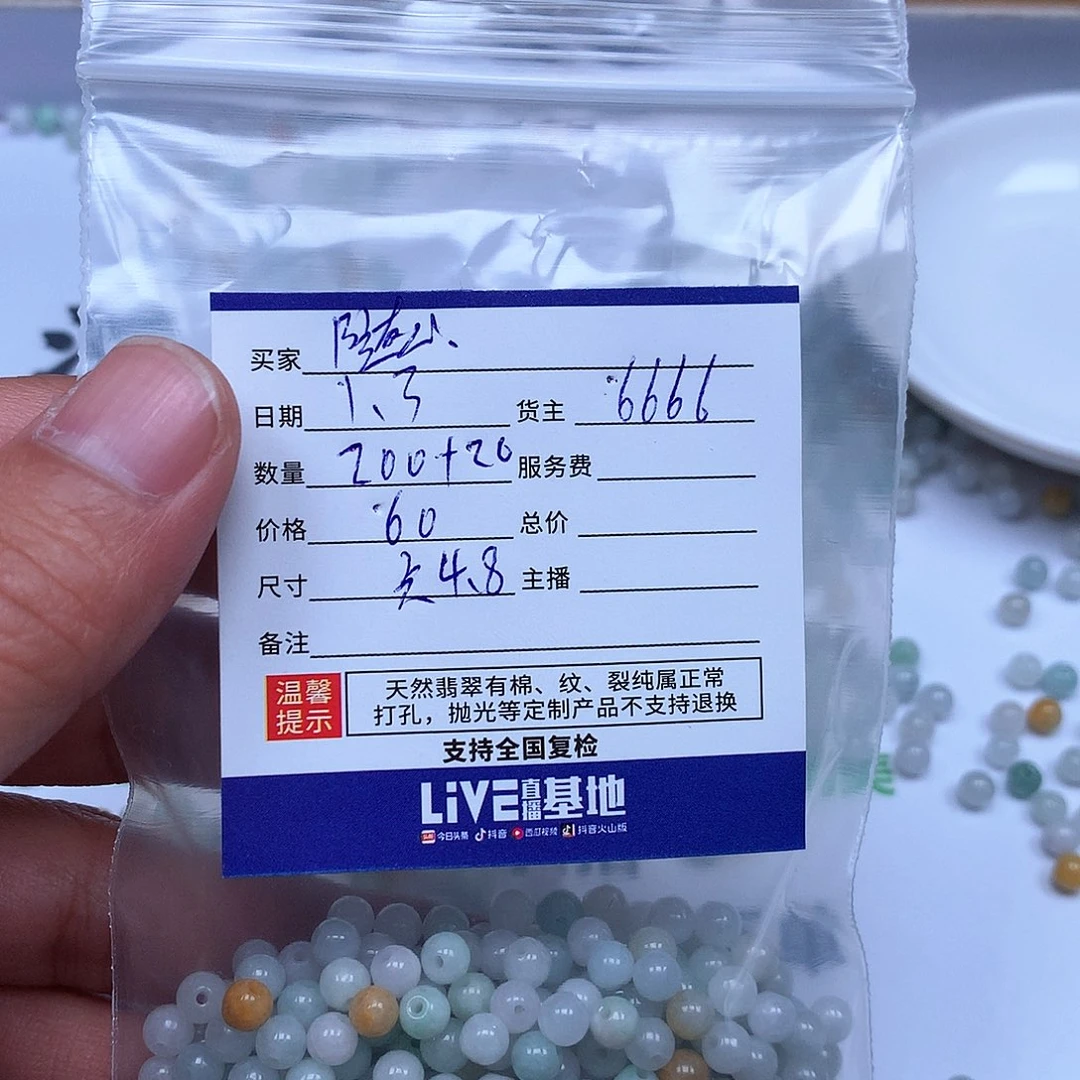 买家
日期 1、3 货主 6666
数量 200+20 服务费
价格 60 总价
尺寸 4.8 主播
备注
温馨提示 天然翡翠有棉、纹、裂纯属正常
打孔，抛光等定制产品不支持退换
支持全国复检
LiVE直播基地
今日头条 抖音 西瓜视频 抖音火山版